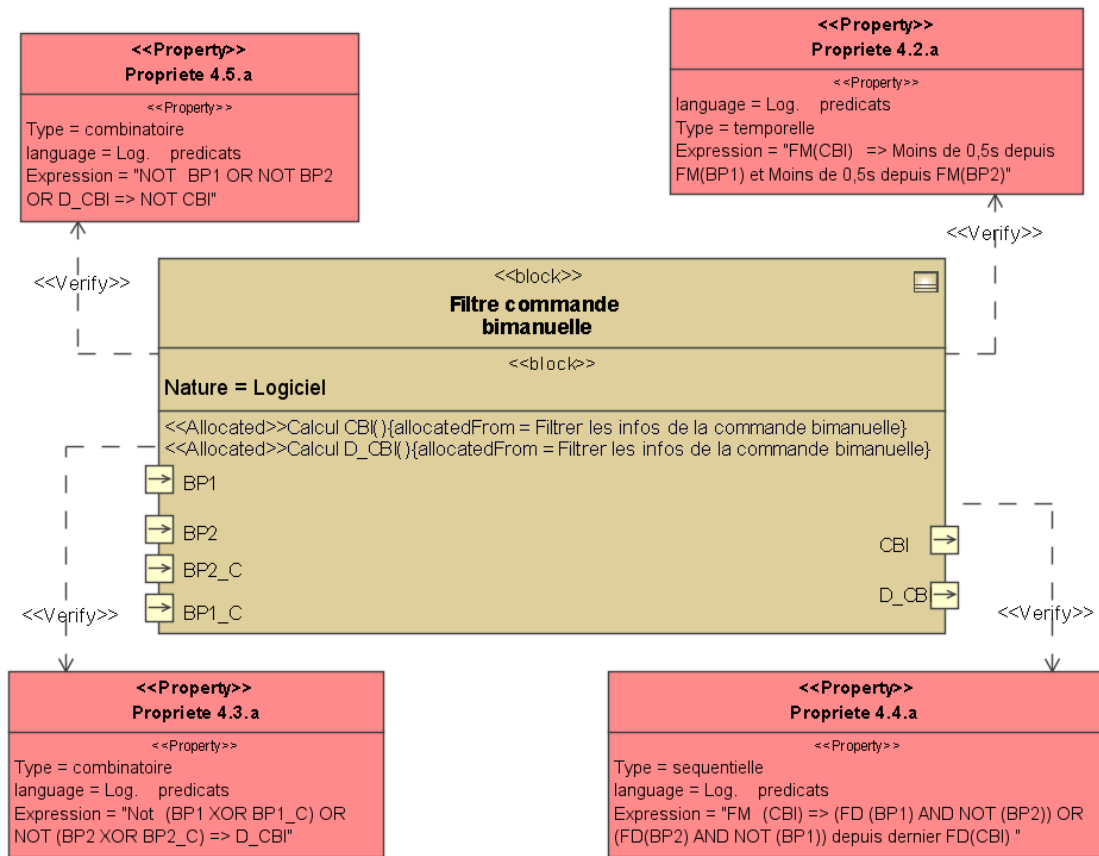 <<Property>>
Propriete 4.5.a
<<Property>>
Type = combinatoire
language = Log. predicats
Expression = "NOT BP1 OR NOT BP2
OR D_CBI => NOT CBI"
<<Property>>
Propriete 4.2.a
<<Property>>
language = Log. predicats
Type = temporelle
Expression = "FM(CBI) => Moins de 0,5s depuis
FM(BP1) et Moins de 0,5s depuis FM(BP2)"
<<Verify>>
<<Verify>>
<<block>>
Filtre commande
bimanuelle
<<block>>
Nature = Logiciel
<<Allocated>>Calcul CBI(){allocatedFrom = Filtrer les infos de la commande bimanuelle}
<<Allocated>>Calcul D_CBI(){allocatedFrom = Filtrer les infos de la commande bimanuelle}
BP1
BP2
BP2_C
BP1_C
CBI
D_CB
<<Verify>>
<<Verify>>
<<Property>>
Propriete 4.3.a
<<Property>>
Type = combinatoire
language = Log. predicats
Expression = "Not (BP1 XOR BP1_C) OR
NOT (BP2 XOR BP2_C) => D_CBI"
<<Property>>
Propriete 4.4.a
<<Property>>
Type = sequentielle
language = Log. predicats
Expression = "FM (CBI) => (FD (BP1) AND NOT (BP2)) OR
(FD(BP2) AND NOT (BP1)) depuis dernier FD(CBI) "